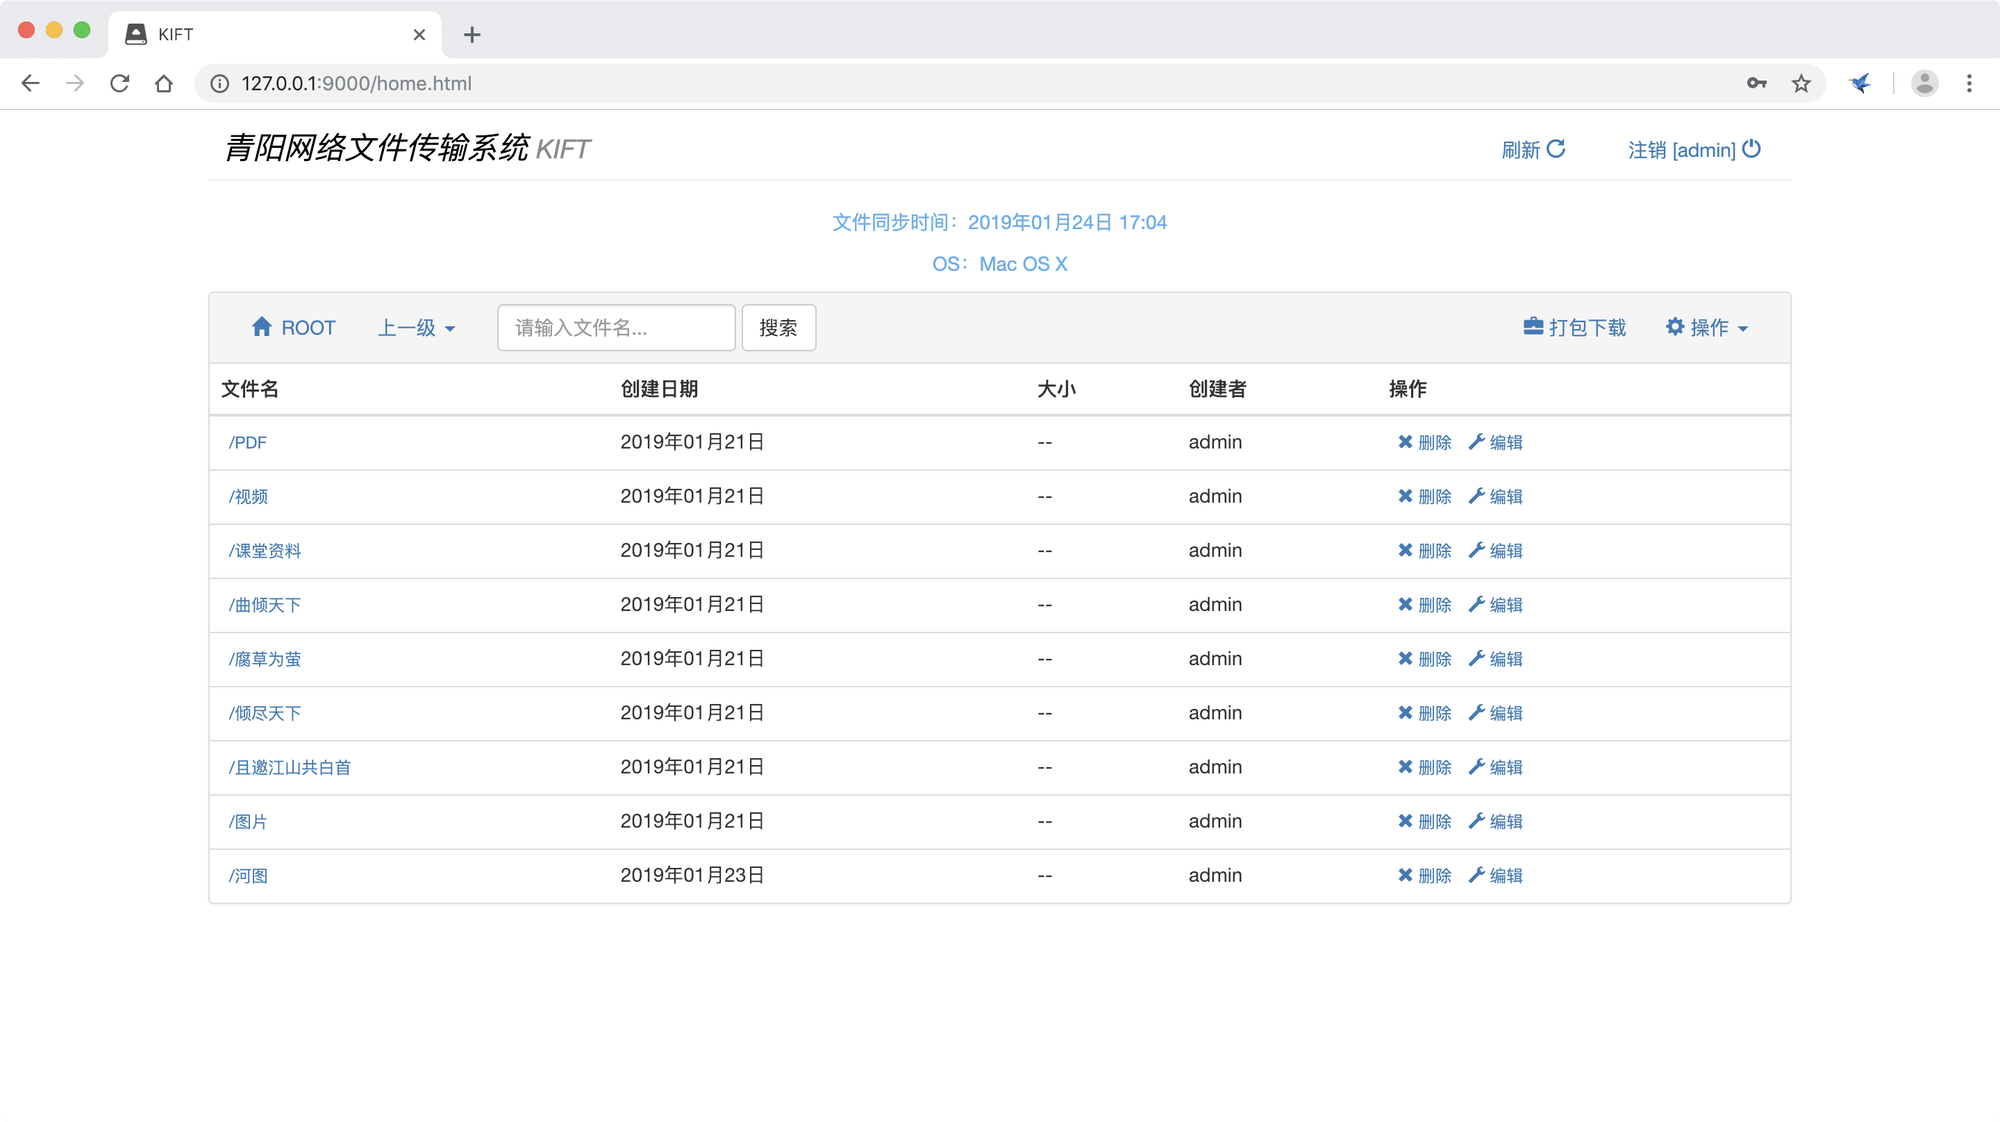 KIFT
127.0.0.1:9000/home.html
青阳网络文件传输系统 KIFT
刷新 注销 [admin]
文件同步时间：2019年01月24日 17:04
OS：Mac OS X
ROOT 上一级 请输入文件名... 搜索 打包下载 操作
文件名 创建日期 大小 创建者 操作
/PDF 2019年01月21日 -- admin 删除 编辑
/视频 2019年01月21日 -- admin 删除 编辑
/课堂资料 2019年01月21日 -- admin 删除 编辑
/曲倾天下 2019年01月21日 -- admin 删除 编辑
/腐草为萤 2019年01月21日 -- admin 删除 编辑
/倾尽天下 2019年01月21日 -- admin 删除 编辑
/且邀江山共白首 2019年01月21日 -- admin 删除 编辑
/图片 2019年01月21日 -- admin 删除 编辑
/河图 2019年01月23日 -- admin 删除 编辑